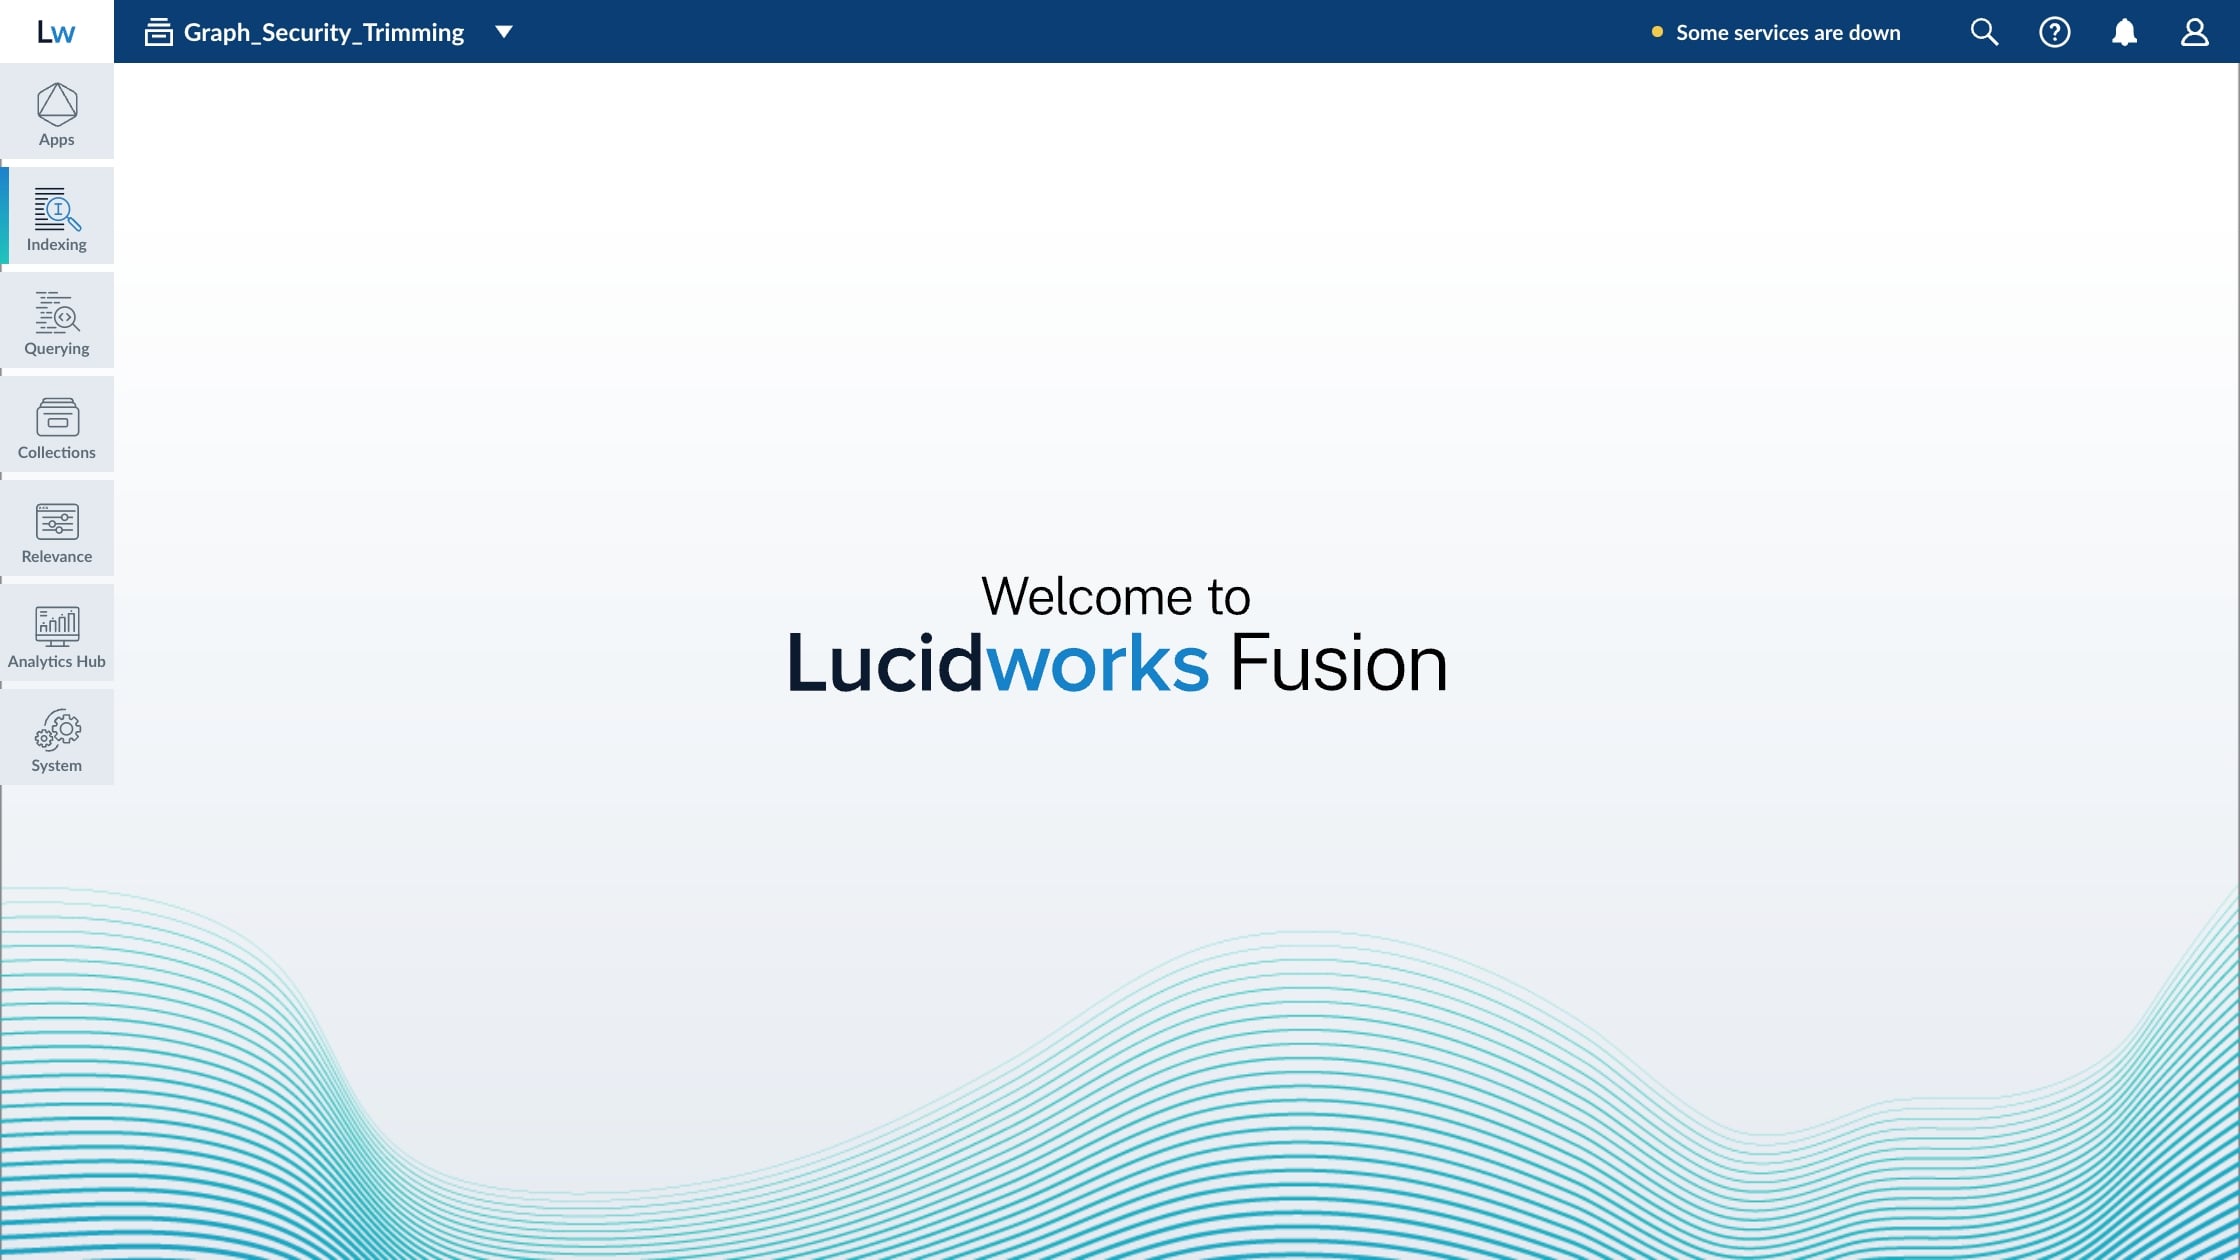 Lw
Graph_Security_Trimming
Some services are down
Apps
Indexing
Querying
Collections
Relevance
Analytics Hub
System
Welcome to
Lucidworks Fusion